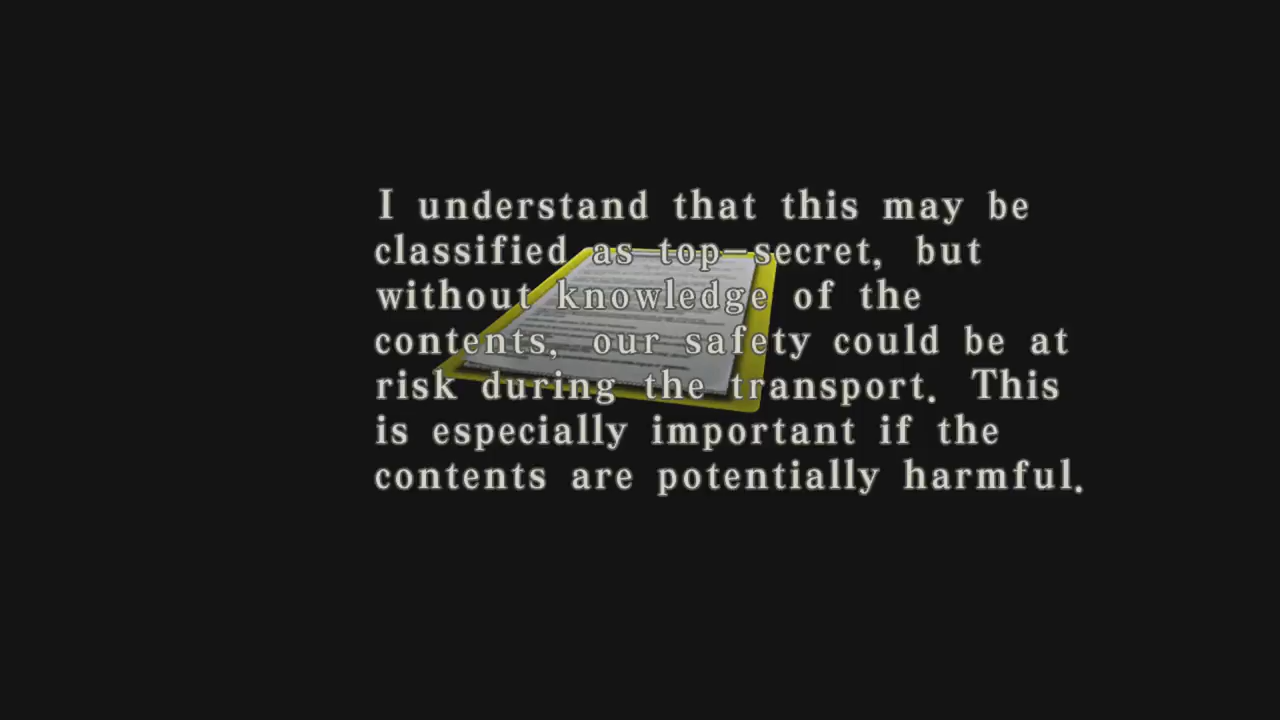 I understand that this may be
classified as top-secret, but
without knowledge of the
contents, our safety could be at
risk during the transport. This
is especially important if the
contents are potentially harmful.